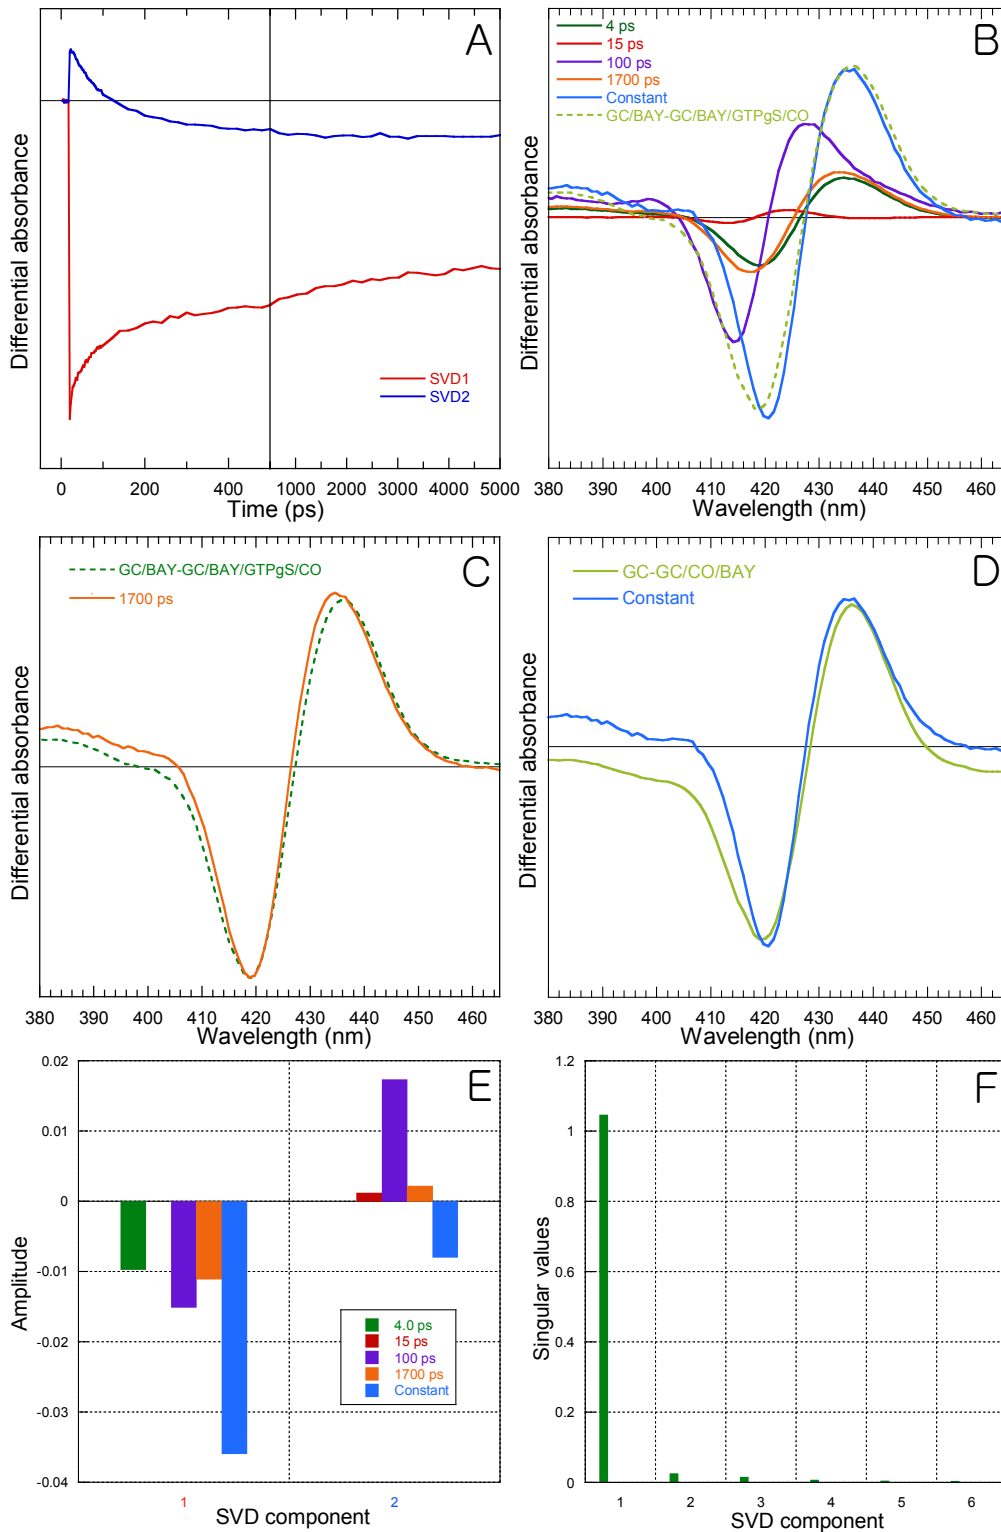 A
Differential absorbance
SVD1
SVD2
0 200 400 1000 2000 3000 4000 5000
Time (ps)
B
4 ps
15 ps
100 ps
1700 ps
Constant
GC/BAY-GC/BAY/GTPgS/CO
Differential absorbance
380 390 400 410 420 430 440 450 460
Wavelength (nm)
C
GC/BAY-GC/BAY/GTPgS/CO
1700 ps
Differential absorbance
380 390 400 410 420 430 440 450 460
Wavelength (nm)
D
GC-GC/CO/BAY
Constant
Differential absorbance
380 390 400 410 420 430 440 450 460
Wavelength (nm)
E
0.02
0.01
0
-0.01
-0.02
-0.03
-0.04
Amplitude
4.0 ps
15 ps
100 ps
1700 ps
Constant
1 2
SVD component
F
1.2
1
0.8
0.6
0.4
0.2
0
Singular values
1 2 3 4 5 6
SVD component